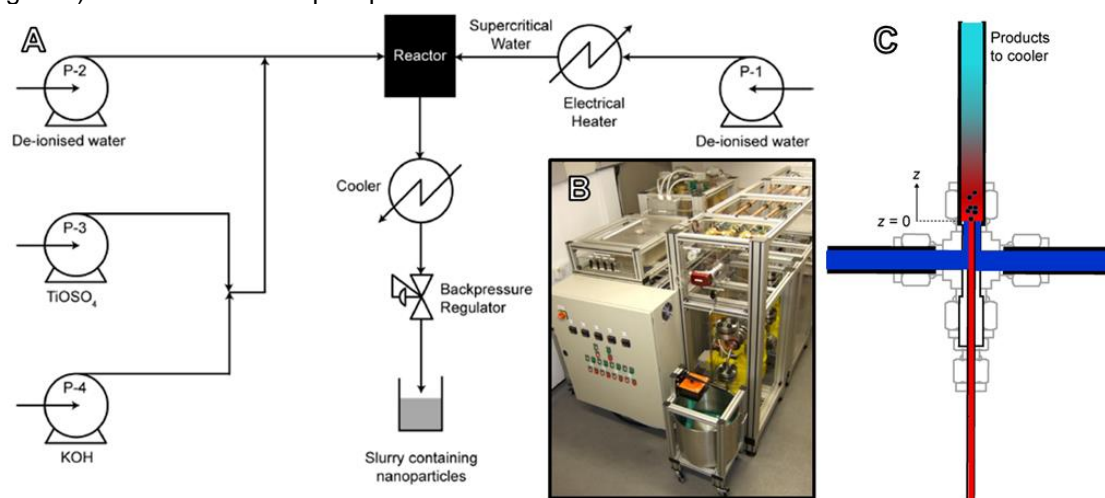 A
P-2
De-ionised water
P-3
TiOSO₄
P-4
KOH
Reactor
Supercritical
Water
Electrical
Heater
P-1
De-ionised water
Cooler
Backpressure
Regulator
Slurry containing
nanoparticles
B
C
Products
to cooler
z
z = 0